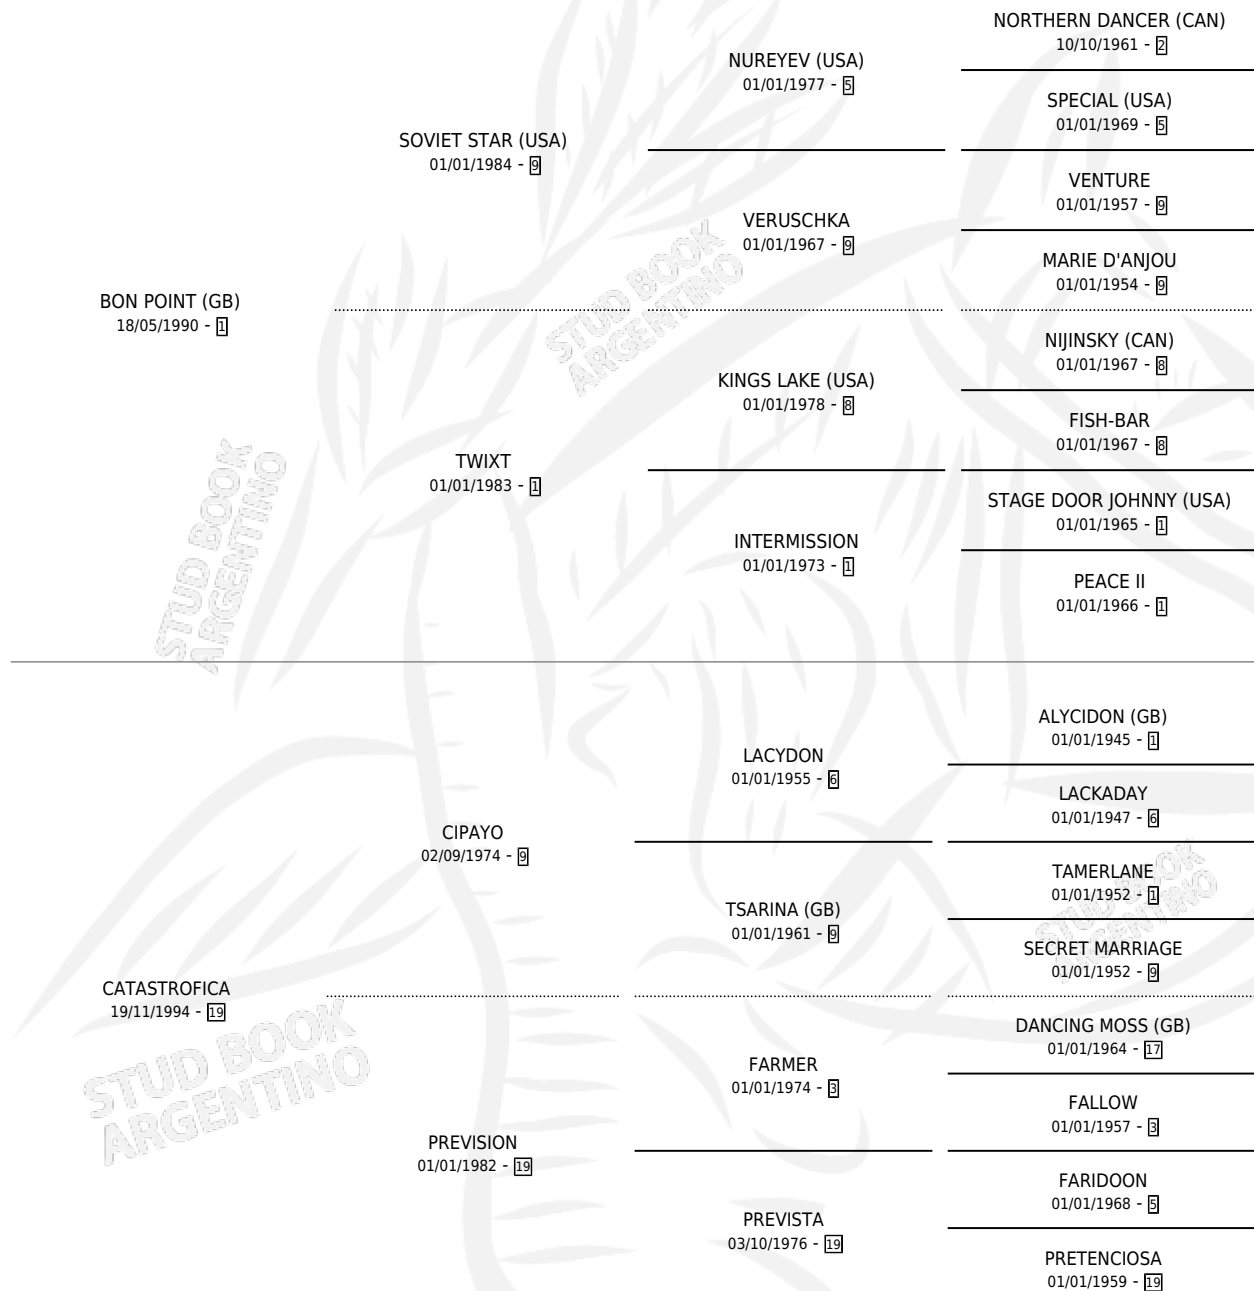 NORTHERN DANCER (CAN)
10/10/1961 - 2
NUREYEV (USA)
01/01/1977 - 5
SPECIAL (USA)
01/01/1969 - 5
SOVIET STAR (USA)
01/01/1984 - 9
VENTURE
01/01/1957 - 9
VERUSCHKA
01/01/1967 - 9
MARIE D'ANJOU
01/01/1954 - 9
BON POINT (GB)
18/05/1990 - 1
NIJINSKY (CAN)
01/01/1967 - 8
KINGS LAKE (USA)
01/01/1978 - 8
FISH-BAR
01/01/1967 - 8
TWIXT
01/01/1983 - 1
STAGE DOOR JOHNNY (USA)
01/01/1965 - 1
INTERMISSION
01/01/1973 - 1
PEACE II
01/01/1966 - 1
STUD BOOK
ARGENTINO
STUD BOOK
ARGENTINO
ALYCIDON (GB)
01/01/1945 - 1
LACYDON
01/01/1955 - 6
LACKADAY
01/01/1947 - 6
CIPAYO
02/09/1974 - 9
TAMERLANE
01/01/1952 - 1
TSARINA (GB)
01/01/1961 - 9
SECRET MARRIAGE
01/01/1952 - 9
STUD BOOK
ARGENTINO
CATASTROFICA
19/11/1994 - 19
DANCING MOSS (GB)
01/01/1964 - 17
FARMER
01/01/1974 - 3
FALLOW
01/01/1957 - 3
PREVISION
01/01/1982 - 19
FARIDOON
01/01/1968 - 5
PREVISTA
03/10/1976 - 19
PRETENCIOSA
01/01/1959 - 19
STUD BOOK
ARGENTINO